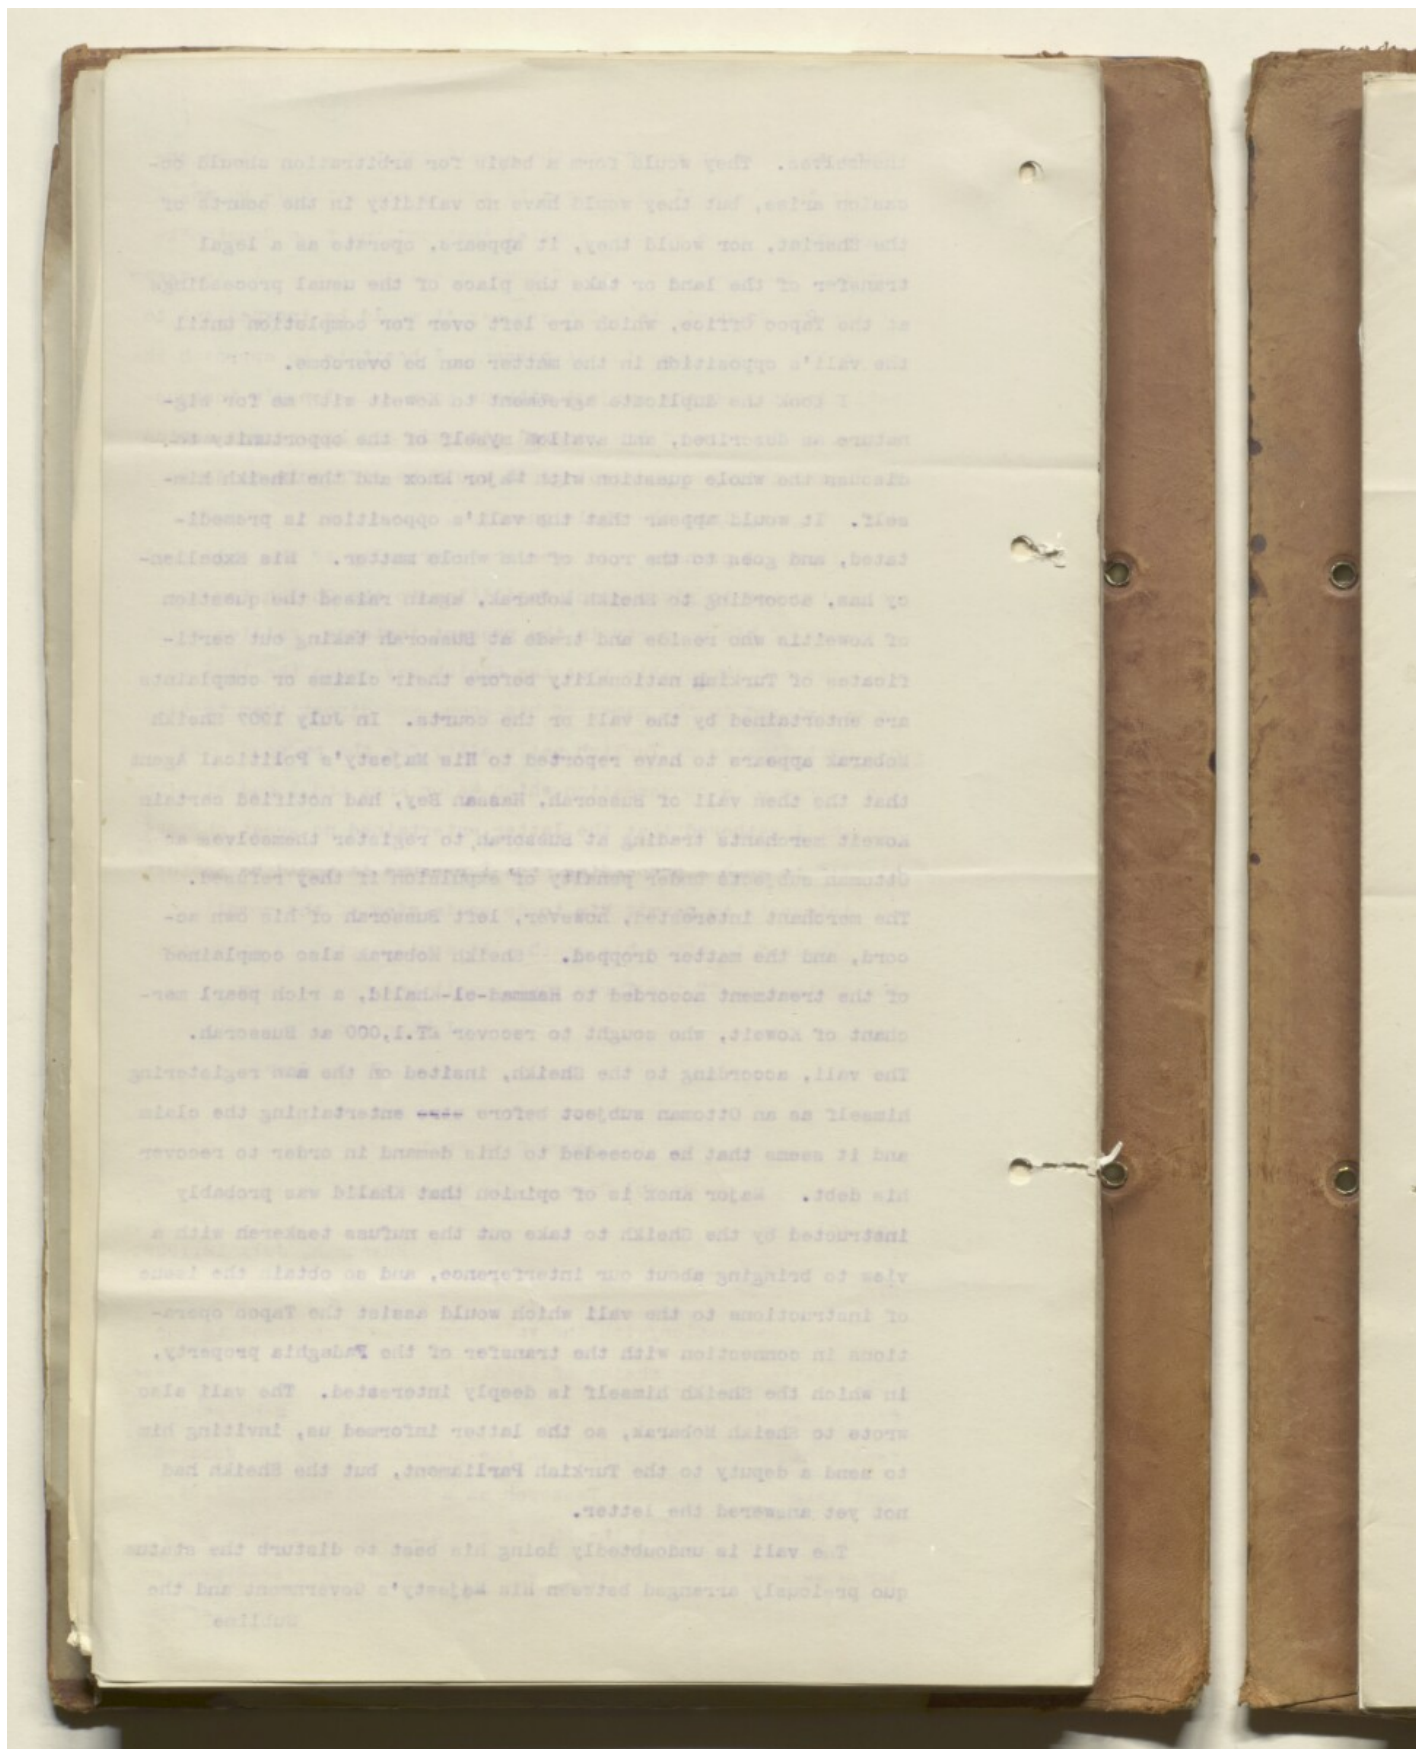 themselves. They would form a basis for arbitration should oc-
casion arise, but they would have no validity in the courts of
the Sheriat, nor would they, it appears, operate as a legal
transfer of the land or take the place of the usual proceedings
at the Tapoo Office, which are left over for completion until
the vali's opposition in the matter can be overcome.
I took the duplicate agreement to Koweit with me for sig-
nature as described, and availed myself of the opportunity to
discuss the whole question with Major Knox and the Sheikh him-
self. It would appear that the vali's opposition is premedi-
tated, and goes to the root of the whole matter. His Excellen-
cy has, according to Sheikh Mobarak, again raised the question
of Koweitis who reside and trade at Bussorah taking out certi-
ficates of Turkish nationality before their claims or complaints
are entertained by the vali or the courts. In July 1907 Sheikh
Mobarak appears to have reported to His Majesty's Political Agent
that the then vali of Bussorah, Hassan Bey, had notified certain
Koweit merchants trading at Bussorah to register themselves as
Ottoman subjects under penalty of expulsion if they refused.
The merchant interested, however, left Bussorah of his own ac-
cord, and the matter dropped. Sheikh Mobarak also complained
of the treatment accorded to Hammad-el-Khalid, a rich pearl mer-
chant of Koweit, who sought to recover £T.1,000 at Bussorah.
The vali, according to the Sheikh, insited on the man registering
himself as an Ottoman subject before entertaining the claim
and it seems that he acceeded to this demand in order to recover
his debt. Major Knox is of opinion that Khalid was probably
instructed by the Sheikh to take out the nufuss teskereh with a
view to bringing about our interference, and so obtain the issue
of instructions to the vali which would assist the Tapoo opera-
tions in connection with the transfer of the Fadaghia property,
in which the Sheikh himself is deeply interested. The vali also
wrote to Sheikh Mobarak, so the latter informed us, inviting him
to send a deputy to the Turkish Parliament, but the Sheikh had
not yet answered the letter.
The vali is undoubtedly doing his best to disturb the status
quo previously arranged between His Majesty's Government and the
Sublime